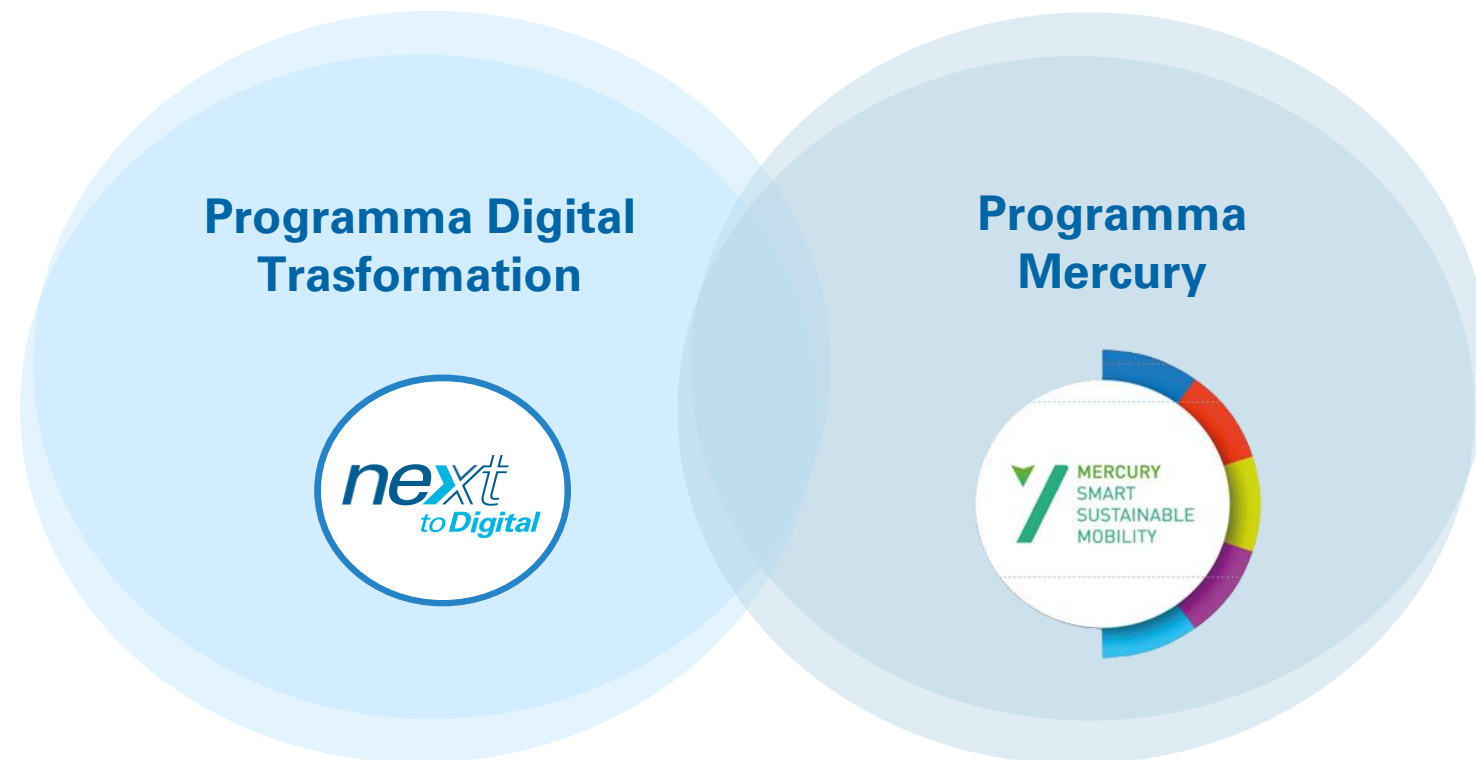 Programma Digital
Trasformation
next
to Digital
Programma
Mercury
MERCURY
SMART
SUSTAINABLE
MOBILITY